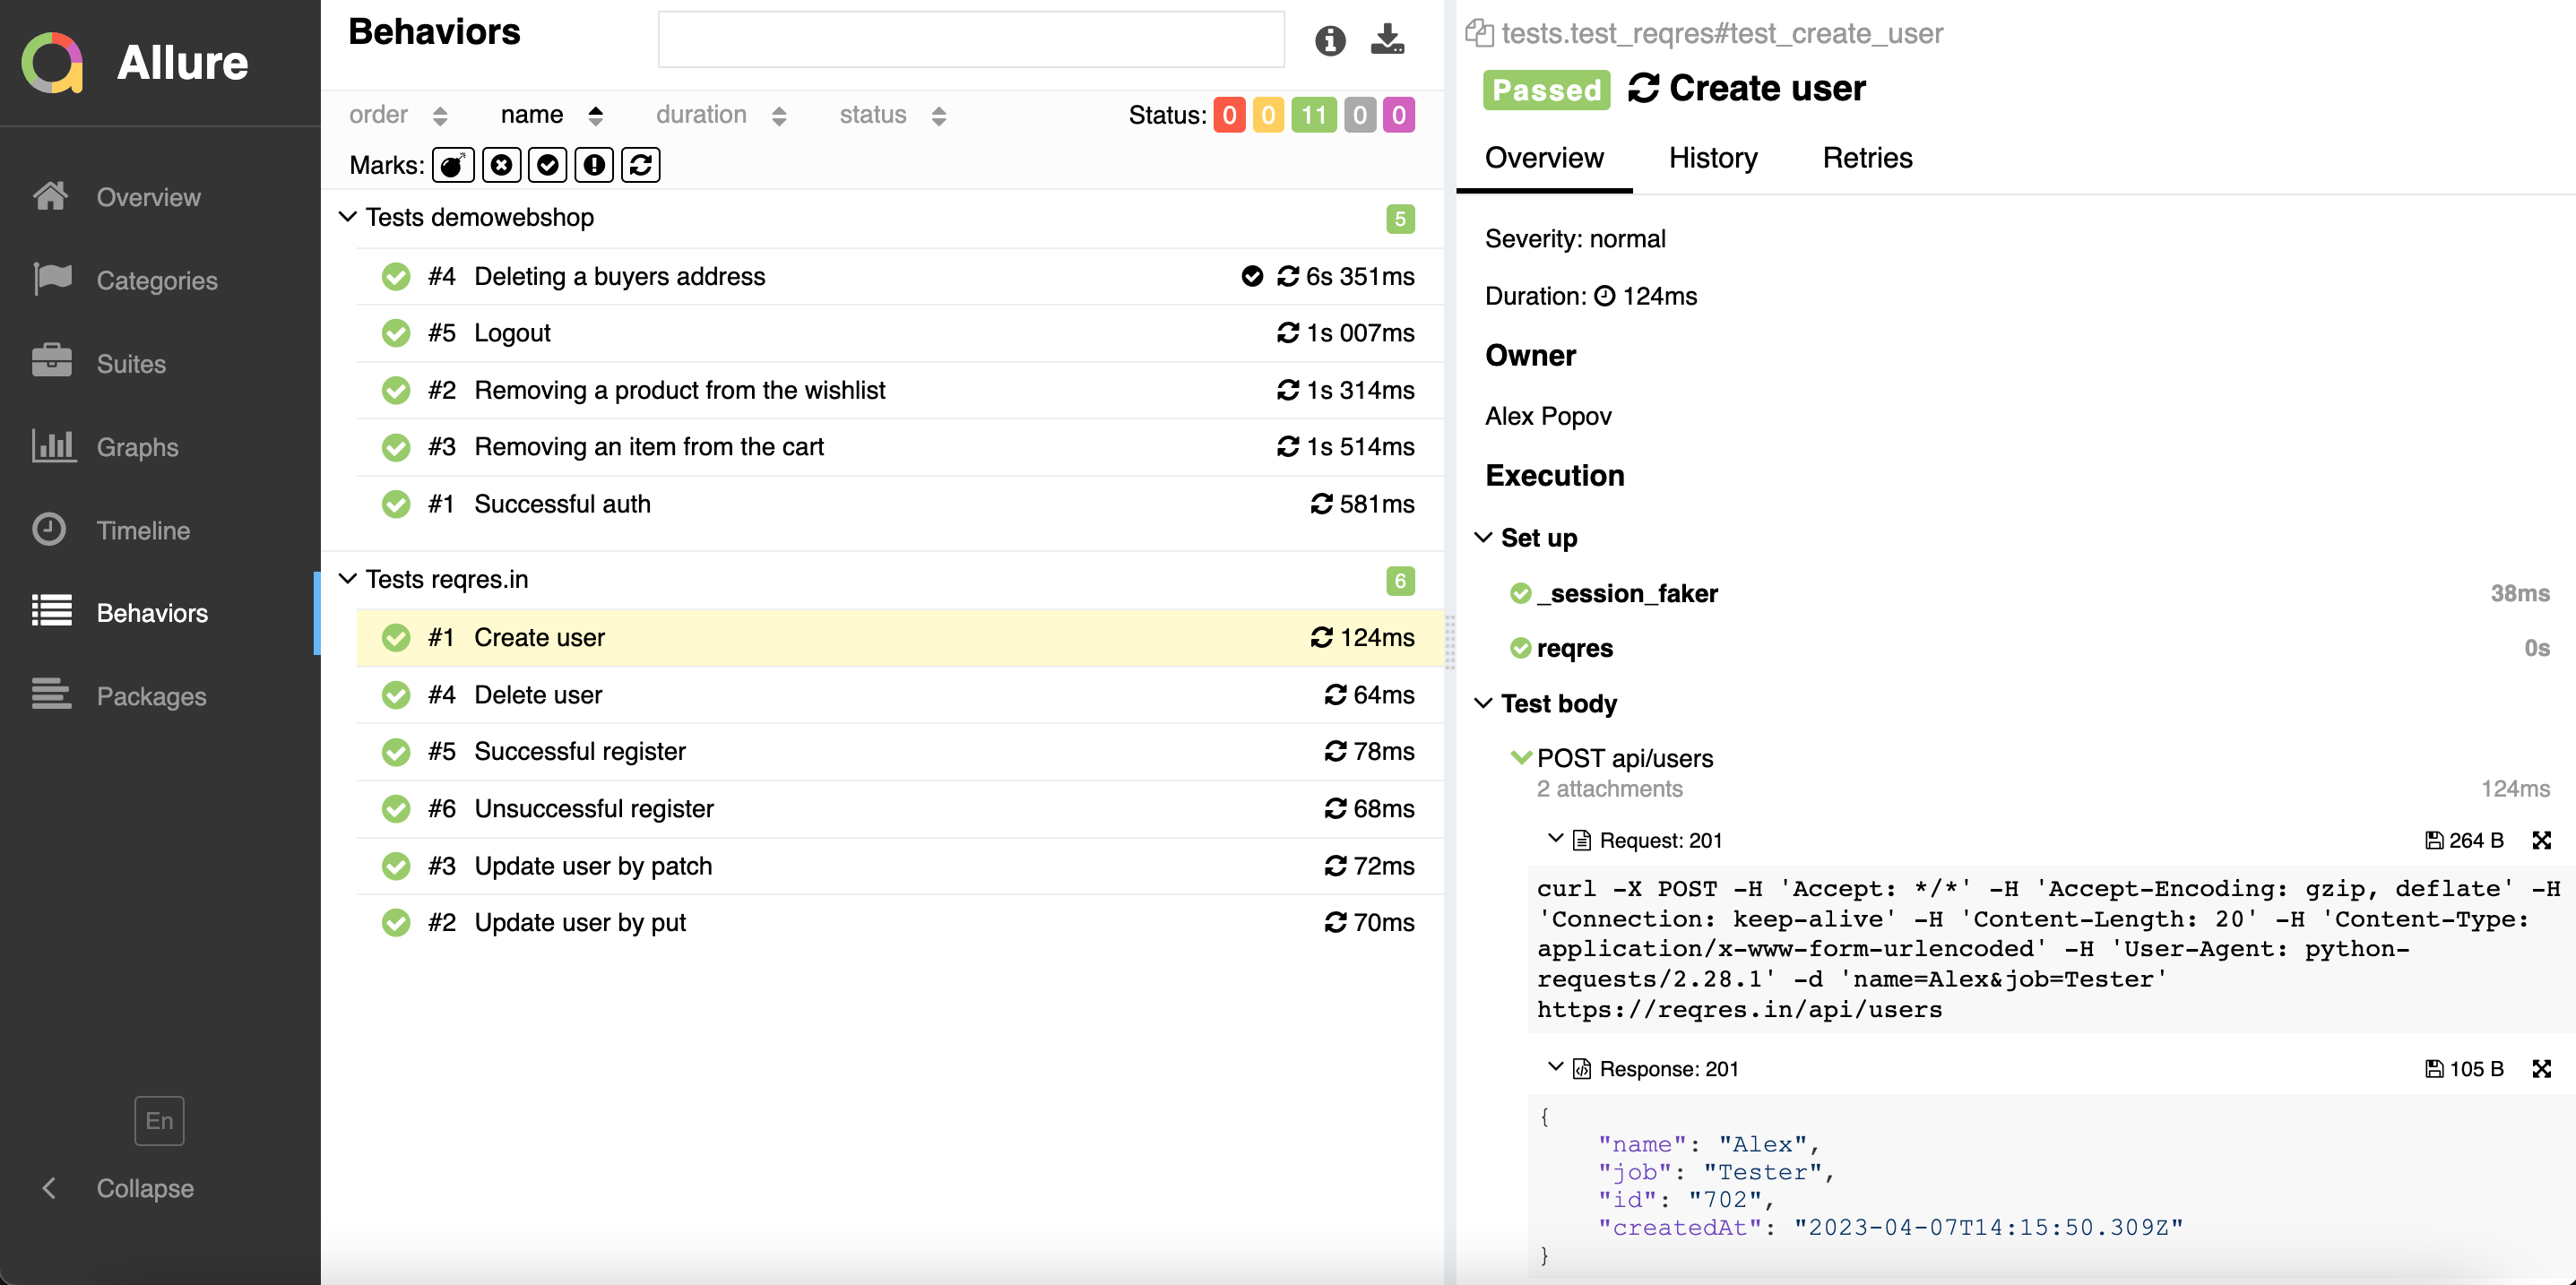 Allure
Overview
Categories
Suites
Graphs
Timeline
Behaviors
Packages
En
Collapse
Behaviors
order name duration status Status: 0 0 11 0 0
Marks:
Tests demowebshop 5
#4 Deleting a buyers address 6s 351ms
#5 Logout 1s 007ms
#2 Removing a product from the wishlist 1s 314ms
#3 Removing an item from the cart 1s 514ms
#1 Successful auth 581ms
Tests reqres.in 6
#1 Create user 124ms
#4 Delete user 64ms
#5 Successful register 78ms
#6 Unsuccessful register 68ms
#3 Update user by patch 72ms
#2 Update user by put 70ms
tests.test_reqres#test_create_user
Passed Create user
Overview History Retries
Severity: normal
Duration: 124ms
Owner
Alex Popov
Execution
Set up
_session_faker 38ms
reqres 0s
Test body
POST api/users
2 attachments 124ms
Request: 201 264 B
curl -X POST -H 'Accept: */*' -H 'Accept-Encoding: gzip, deflate' -H
'Connection: keep-alive' -H 'Content-Length: 20' -H 'Content-Type:
application/x-www-form-urlencoded' -H 'User-Agent: python-
requests/2.28.1' -d 'name=Alex&job=Tester'
https://reqres.in/api/users
Response: 201 105 B
{
"name": "Alex",
"job": "Tester",
"id": "702",
"createdAt": "2023-04-07T14:15:50.309Z"
}